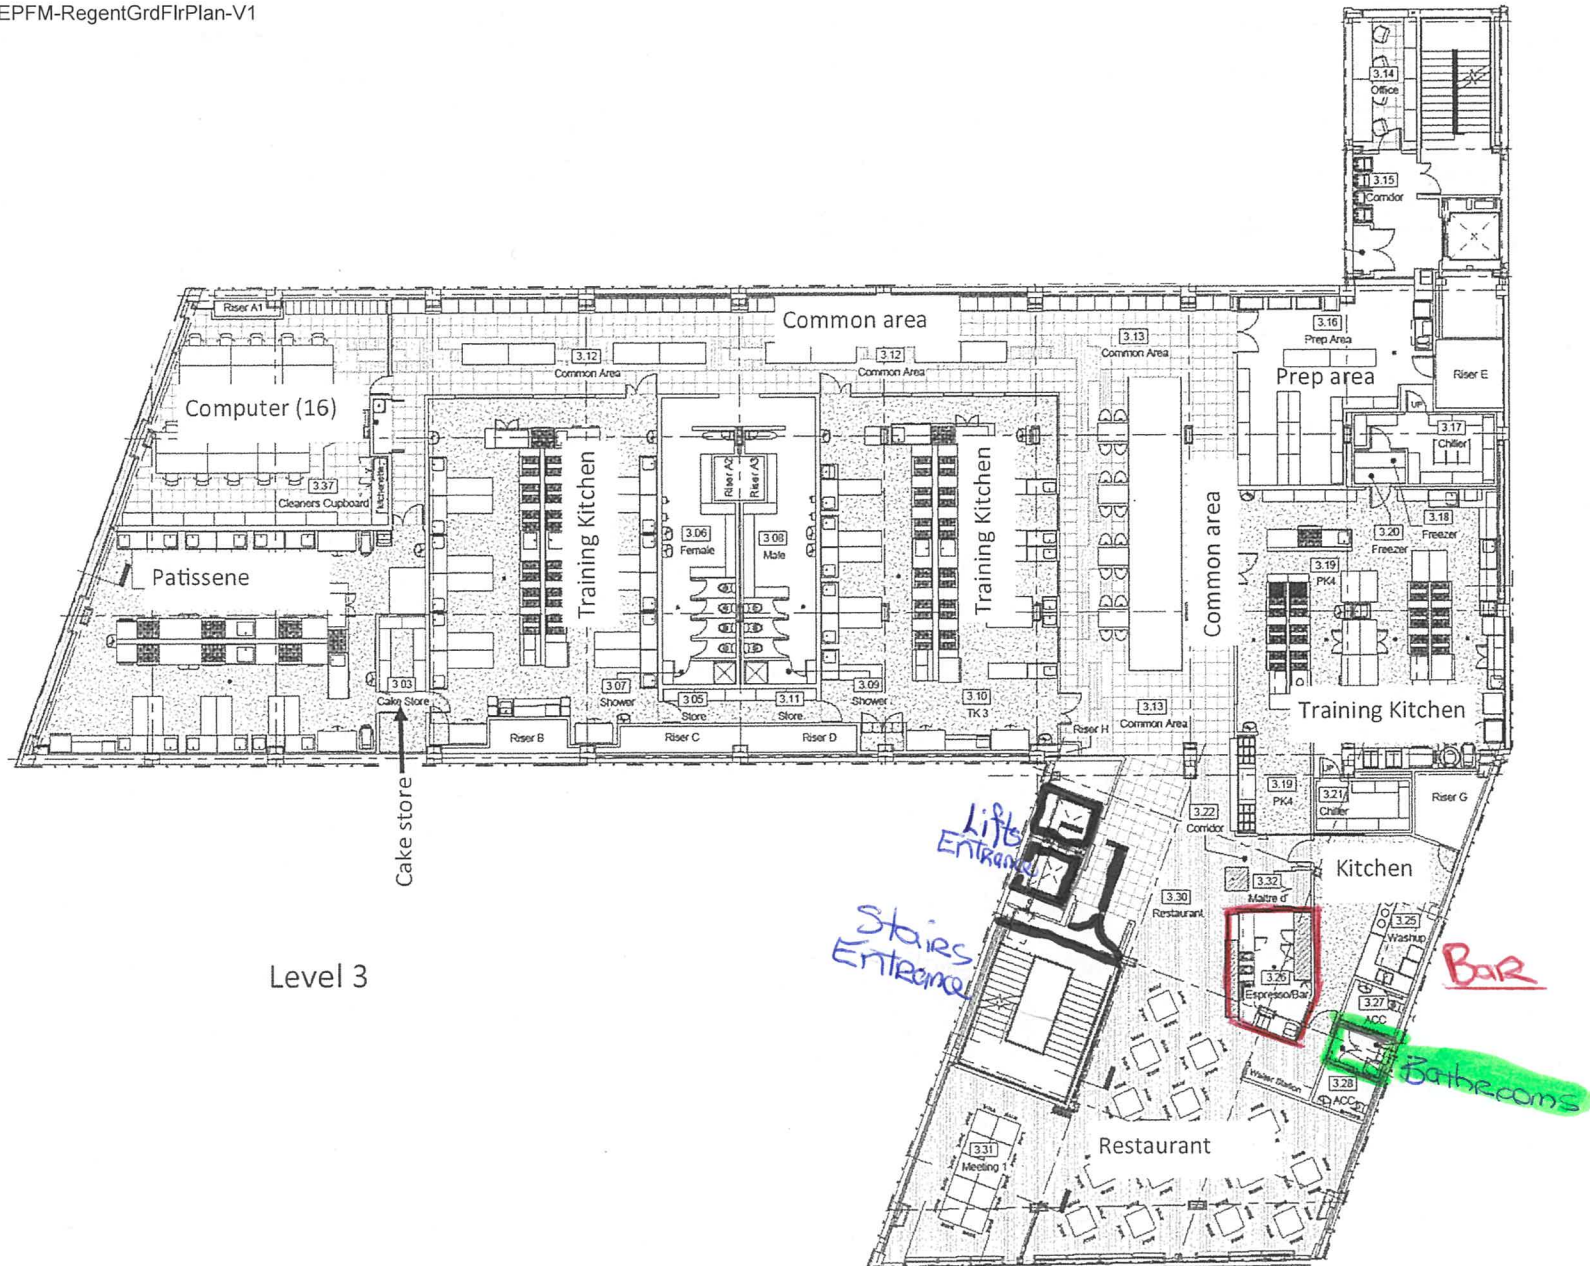 EPFM-RegentGrdFlrPlan-V1
3.14
Office
3.15
Corridor
Riser A1
Common area
3.12
Common Area
3.12
Common Area
3.13
Common Area
3.16
Prep Area
Prep area
Riser E
Computer (16)
UP
3.17
Chiller
3.37
Cleaners Cupboard
Kitchenette
Training Kitchen
Riser A2
Riser A3
3.06
Female
3.08
Male
Training Kitchen
Common area
3.20
Freezer
3.18
Freezer
3.19
PK4
Patissene
3.03
Cake Store
3.07
Shower
3.05
Store
3.11
Store
3.09
Shower
3.10
TK 3
3.13
Common Area
Training Kitchen
Riser B
Riser C
Riser D
Riser H
Cake store
UP
3.19
PK4
3.21
Chiller
Riser G
3.22
Corridor
Lifts
Entrance
Kitchen
3.32
Maitre d'
3.30
Restaurant
3.25
Washup
Stairs
Entrance
Level 3
3.26
Espresso/Bar
Bar
3.27
ACC
Bathrooms
Waiter Station
3.28
ACC
Restaurant
3.31
Meeting 1